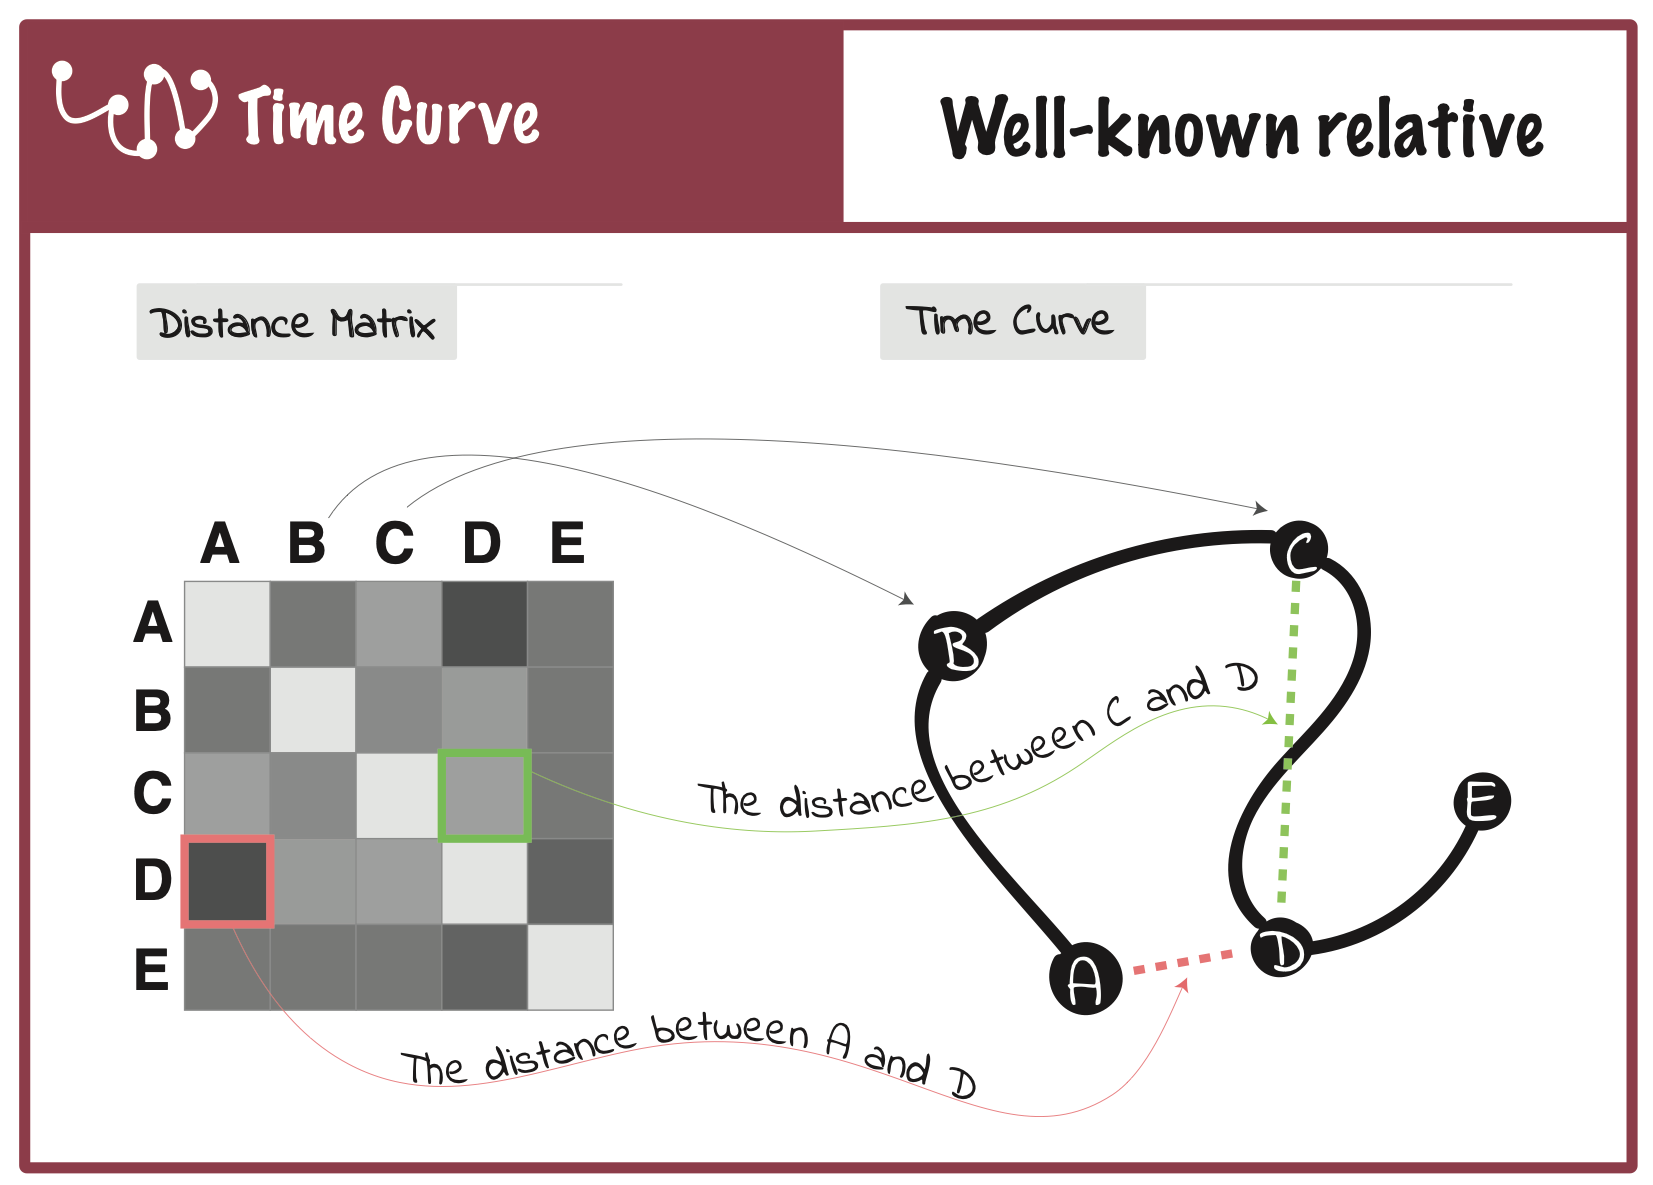 Time Curve
Well-known relative
Distance Matrix
Time Curve
A B C D E
A
B
C
D
E
B
C
A
D
E
The distance between C and D
The distance between A and D